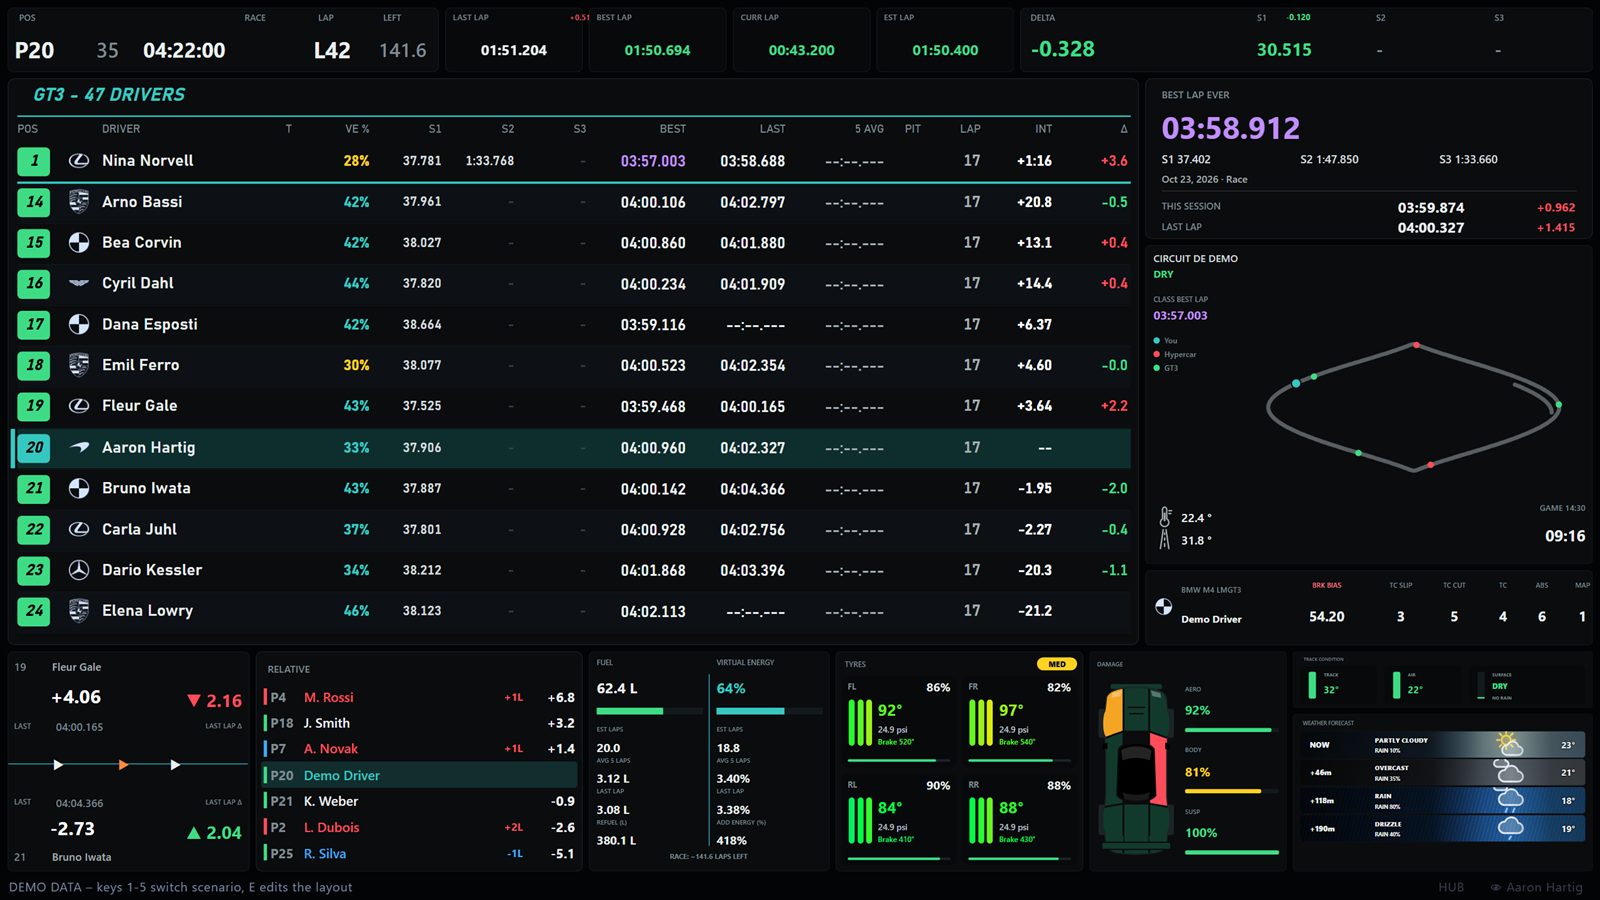 POS RACE LAP LEFT
P20 35 04:22:00 L42 141.6
LAST LAP +0.51
01:51.204
BEST LAP
01:50.694
CURR LAP
00:43.200
EST LAP
01:50.400
DELTA S1 -0.120 S2 S3
-0.328 30.515 - -
GT3 - 47 DRIVERS
POS DRIVER T VE % S1 S2 S3 BEST LAST 5 AVG PIT LAP INT Δ
1 Nina Norvell 28% 37.781 1:33.768 - 03:57.003 03:58.688 --:--.--- 17 +1:16 +3.6
14 Arno Bassi 42% 37.961 - - 04:00.106 04:02.797 --:--.--- 17 +20.8 -0.5
15 Bea Corvin 42% 38.027 - - 04:00.860 04:01.880 --:--.--- 17 +13.1 +0.4
16 Cyril Dahl 44% 37.820 - - 04:00.234 04:01.909 --:--.--- 17 +14.4 +0.4
17 Dana Esposti 42% 38.664 - - 03:59.116 --:--.--- --:--.--- 17 +6.37
18 Emil Ferro 30% 38.077 - - 04:00.523 04:02.354 --:--.--- 17 +4.60 -0.0
19 Fleur Gale 43% 37.525 - - 03:59.468 04:00.165 --:--.--- 17 +3.64 +2.2
20 Aaron Hartig 33% 37.906 - - 04:00.960 04:02.327 --:--.--- 17 --
21 Bruno Iwata 43% 37.887 - - 04:00.142 04:04.366 --:--.--- 17 -1.95 -2.0
22 Carla Juhl 37% 37.801 - - 04:00.928 04:02.756 --:--.--- 17 -2.27 -0.4
23 Dario Kessler 34% 38.212 - - 04:01.868 04:03.396 --:--.--- 17 -20.3 -1.1
24 Elena Lowry 46% 38.123 - - 04:02.113 --:--.--- --:--.--- 17 -21.2
BEST LAP EVER
03:58.912
S1 37.402 S2 1:47.850 S3 1:33.660
Oct 23, 2026 · Race
THIS SESSION 03:59.874 +0.962
LAST LAP 04:00.327 +1.415
CIRCUIT DE DEMO
DRY
CLASS BEST LAP
03:57.003
You
Hypercar
GT3
22.4 °
31.8 °
GAME 14:30
09:16
BMW M4 LMGT3
Demo Driver
BRK BIAS TC SLIP TC CUT TC ABS MAP
54.20 3 5 4 6 1
19 Fleur Gale
+4.06 ▼ 2.16
LAST 04:00.165 LAST LAP Δ
LAST 04:04.366 LAST LAP Δ
-2.73 ▲ 2.04
21 Bruno Iwata
RELATIVE
P4 M. Rossi +1L +6.8
P18 J. Smith +3.2
P7 A. Novak +1L +1.4
P20 Demo Driver
P21 K. Weber -0.9
P2 L. Dubois +2L -2.6
P25 R. Silva -1L -5.1
FUEL
62.4 L
EST LAPS
20.0
AVG 5 LAPS
3.12 L
LAST LAP
3.08 L
REFUEL (L)
380.1 L
VIRTUAL ENERGY
64%
EST LAPS
18.8
AVG 5 LAPS
3.40%
LAST LAP
3.38%
ADD ENERGY (%)
418%
RACE: ~141.6 LAPS LEFT
TYRES MED
FL 86%
92°
24.9 psi
Brake 520°
FR 82%
97°
24.9 psi
Brake 540°
RL 90%
84°
24.9 psi
Brake 410°
RR 88%
88°
24.9 psi
Brake 430°
DAMAGE
AERO
92%
BODY
81%
SUSP
100%
TRACK CONDITION
TRACK
32°
AIR
22°
SURFACE
DRY
NO RAIN
WEATHER FORECAST
NOW PARTLY CLOUDY RAIN 10% 23°
+46m OVERCAST RAIN 35% 21°
+118m RAIN RAIN 80% 18°
+190m DRIZZLE RAIN 40% 19°
DEMO DATA – keys 1-5 switch scenario, E edits the layout
HUB Aaron Hartig